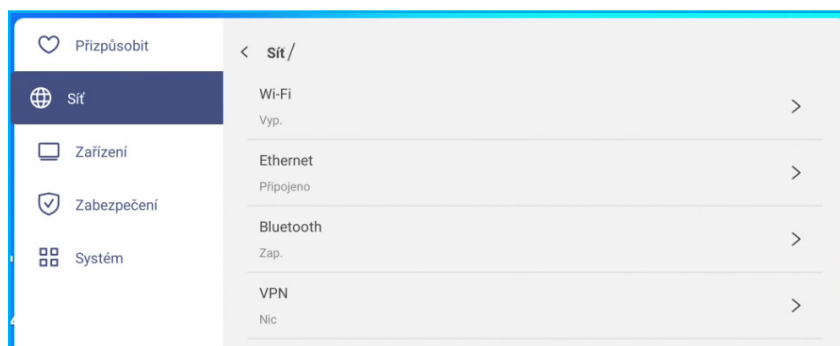 Přizpůsobit
Síť
Zařízení
Zabezpečení
Systém
Síť/
Wi-Fi
Vyp.
Ethernet
Připojeno
Bluetooth
Zap.
VPN
Nic